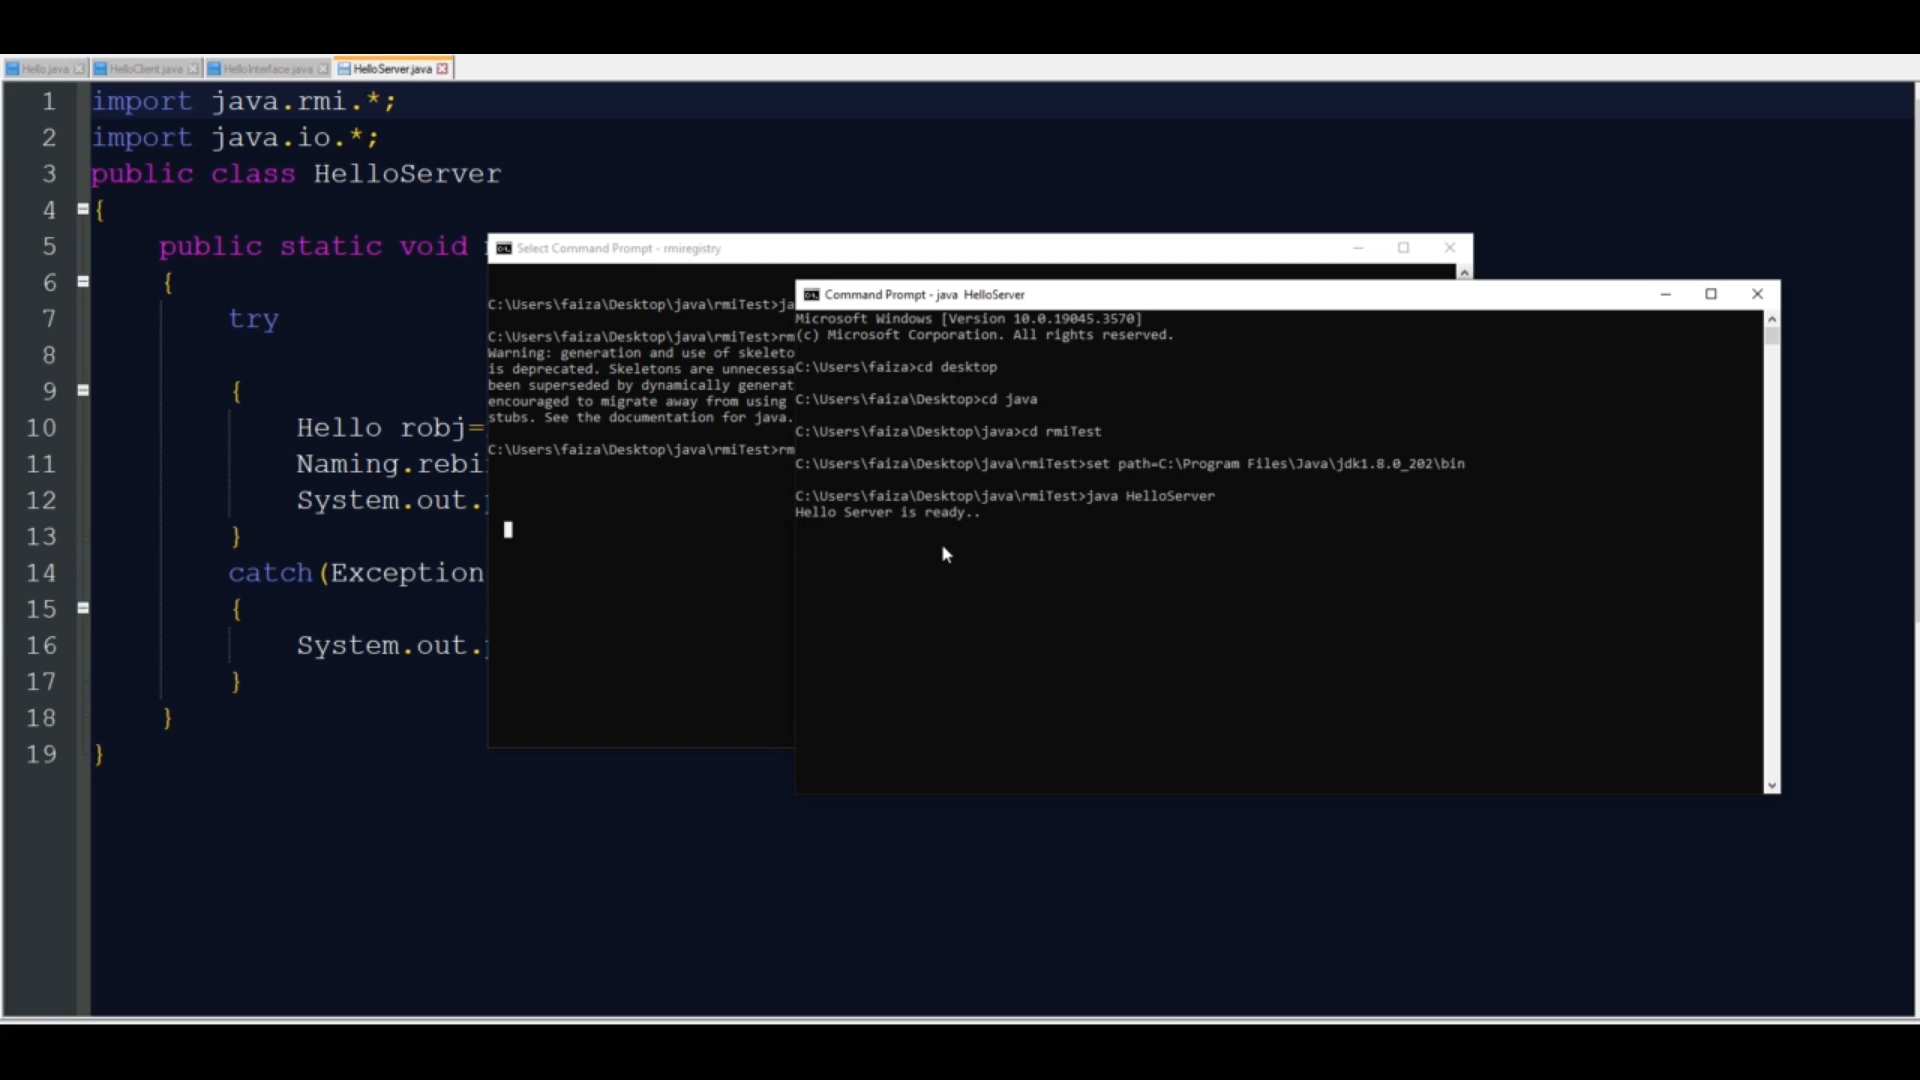 Hello.java HelloClient.java HelloInterface.java HelloServer.java
1 import java.rmi.*;
2 import java.io.*;
3 public class HelloServer
4 {
5 public static void
6 {
7 try
8
9 {
10 Hello robj=
11 Naming.rebi
12 System.out.
13 }
14 catch(Exception
15 {
16 System.out.
17 }
18 }
19 }
Select Command Prompt - rmiregistry
C:\Users\faiza\Desktop\java\rmiTest>ja
C:\Users\faiza\Desktop\java\rmiTest>rm
Warning: generation and use of skeleto
is deprecated. Skeletons are unnecessa
been superseded by dynamically generat
encouraged to migrate away from using
stubs. See the documentation for java.
C:\Users\faiza\Desktop\java\rmiTest>rm
Command Prompt - java HelloServer
Microsoft Windows [Version 10.0.19045.3570]
(c) Microsoft Corporation. All rights reserved.
C:\Users\faiza>cd desktop
C:\Users\faiza\Desktop>cd java
C:\Users\faiza\Desktop\java>cd rmiTest
C:\Users\faiza\Desktop\java\rmiTest>set path=C:\Program Files\Java\jdk1.8.0_202\bin
C:\Users\faiza\Desktop\java\rmiTest>java HelloServer
Hello Server is ready..